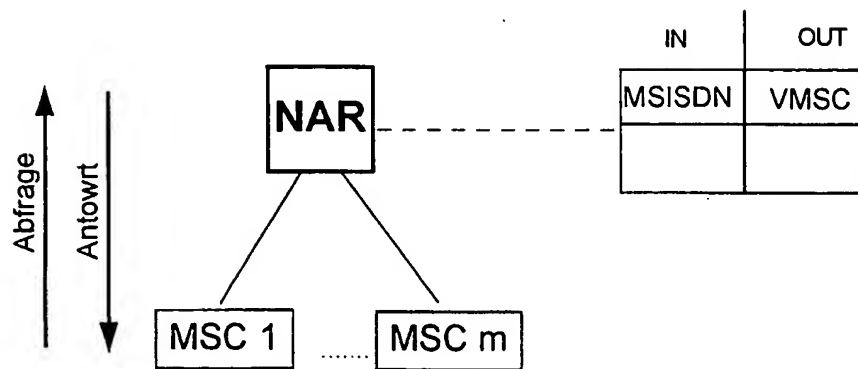 IN OUT
NAR
MSISDN VMSC
Abfrage
Antowrt
MSC 1 ........ MSC m